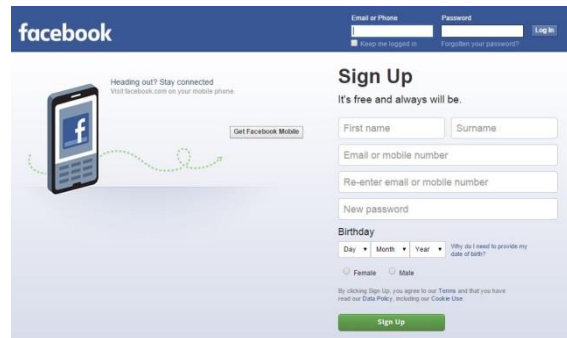 facebook
Email or Phone
Password
Log In
Keep me logged in
Forgotten your password?
Heading out? Stay connected
Visit facebook.com on your mobile phone.
f
Get Facebook Mobile
Sign Up
It's free and always will be.
First name
Surname
Email or mobile number
Re-enter email or mobile number
New password
Birthday
Day
Month
Year
Why do I need to provide my
date of birth?
Female
Male
By clicking Sign Up, you agree to our Terms and that you have
read our Data Policy, including our Cookie Use.
Sign Up